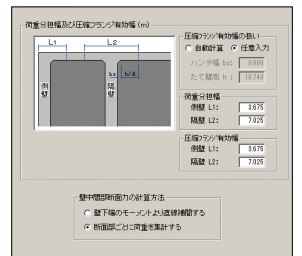 荷重分担幅及び圧縮フランジ有効幅(m)
L1
L2
hs
h/4
側壁
隔壁
圧縮フランジ有効幅の扱い
自動計算
任意入力
ハンチ幅 hs:
0.000
たて壁高 h :
10.740
荷重分担幅
側壁 L1:
3.675
隔壁 L2:
7.025
圧縮フランジ有効幅
側壁 L1:
3.675
隔壁 L2:
7.025
壁中間部断面力の計算方法
壁下端のモーメントより直線補間する
断面部ごとに荷重を集計する